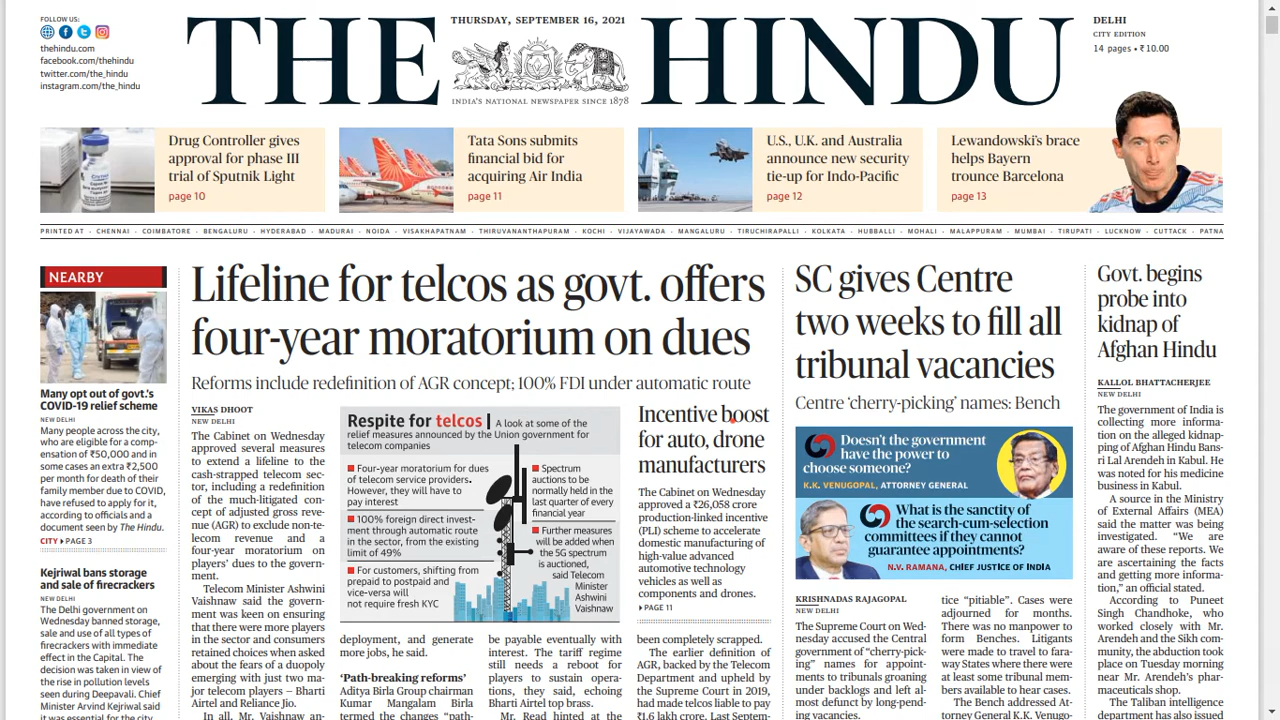 FOLLOW US:
thehindu.com
facebook.com/thehindu
twitter.com/the_hindu
instagram.com/the_hindu
THE HINDU
THURSDAY, SEPTEMBER 16, 2021
INDIA'S NATIONAL NEWSPAPER SINCE 1878
DELHI
CITY EDITION
14 pages • ₹10.00
Drug Controller gives
approval for phase III
trial of Sputnik Light
page 10
Tata Sons submits
financial bid for
acquiring Air India
page 11
U.S., U.K. and Australia
announce new security
tie-up for Indo-Pacific
page 12
Lewandowski's brace
helps Bayern
trounce Barcelona
page 13
PRINTED AT • CHENNAI • COIMBATORE • BENGALURU • HYDERABAD • MADURAI • NOIDA • VISAKHAPATNAM • THIRUVANANTHAPURAM • KOCHI • VIJAYAWADA • MANGALURU • TIRUCHIRAPALLI • KOLKATA • HUBBALLI • MOHALI • MALAPPURAM • MUMBAI • TIRUPATI • LUCKNOW • CUTTACK • PATNA
NEARBY
Many opt out of govt.'s
COVID-19 relief scheme
NEW DELHI
Many people across the city,
who are eligible for a comp-
ensation of ₹50,000 and in
some cases an extra ₹2,500
per month for death of their
family member due to COVID,
have refused to apply for it,
according to officials and a
document seen by The Hindu.
CITY ▸ PAGE 3
Kejriwal bans storage
and sale of firecrackers
NEW DELHI
The Delhi government on
Wednesday banned storage,
sale and use of all types of
firecrackers with immediate
effect in the Capital. The
decision was taken in view of
the rise in pollution levels
seen during Deepavali. Chief
Minister Arvind Kejriwal said
it was essential for the city
Lifeline for telcos as govt. offers
four-year moratorium on dues
Reforms include redefinition of AGR concept; 100% FDI under automatic route
VIKAS DHOOT
NEW DELHI
The Cabinet on Wednesday
approved several measures
to extend a lifeline to the
cash-strapped telecom sec-
tor, including a redefinition
of the much-litigated con-
cept of adjusted gross reve-
nue (AGR) to exclude non-te-
lecom revenue and a
four-year moratorium on
players' dues to the govern-
ment.
Telecom Minister Ashwini
Vaishnaw said the govern-
ment was keen on ensuring
that there were more players
in the sector and consumers
retained choices when asked
about the fears of a duopoly
emerging with just two ma-
jor telecom players – Bharti
Airtel and Reliance Jio.
In all, Mr. Vaishnaw an-
Respite for telcos | A look at some of the
relief measures announced by the Union government for
telecom companies
Four-year moratorium for dues
of telecom service providers.
However, they will have to
pay interest
100% foreign direct invest-
ment through automatic route
in the sector, from the existing
limit of 49%
For customers, shifting from
prepaid to postpaid and
vice-versa will
not require fresh KYC
Spectrum
auctions to be
normally held in the
last quarter of every
financial year
Further measures
will be added when
the 5G spectrum
is auctioned,
said Telecom
Minister
Ashwini
Vaishnaw
deployment, and generate
more jobs, he said.
'Path-breaking reforms'
Aditya Birla Group chairman
Kumar Mangalam Birla
termed the changes "path-
be payable eventually with
interest. The tariff regime
still needs a reboot for
players to sustain opera-
tions, they said, echoing
Bharti Airtel top brass.
Mr. Read hinted at the
Incentive boost
for auto, drone
manufacturers
The Cabinet on Wednesday
approved a ₹26,058 crore
production-linked incentive
(PLI) scheme to accelerate
domestic manufacturing of
high-value advanced
automotive technology
vehicles as well as
components and drones.
▸ PAGE 11
been completely scrapped.
The earlier definition of
AGR, backed by the Telecom
Department and upheld by
the Supreme Court in 2019,
had made telcos liable to pay
₹1.6 lakh crore. Last Septem-
SC gives Centre
two weeks to fill all
tribunal vacancies
Centre 'cherry-picking' names: Bench
Doesn't the government
have the power to
choose someone?
K.K. VENUGOPAL, ATTORNEY GENERAL
What is the sanctity of
the search-cum-selection
committees if they cannot
guarantee appointments?
N.V. RAMANA, CHIEF JUSTICE OF INDIA
KRISHNADAS RAJAGOPAL
NEW DELHI
The Supreme Court on Wed-
nesday accused the Central
government of "cherry-pick-
ing" names for appoint-
ments to tribunals groaning
under backlogs and left al-
most defunct by long-pend-
ing vacancies.
tice "pitiable". Cases were
adjourned for months.
There was no manpower to
form Benches. Litigants
were made to travel to fara-
way States where there were
at least some tribunal mem-
bers available to hear cases.
The Bench addressed At-
torney General K.K. Venugo-
Govt. begins
probe into
kidnap of
Afghan Hindu
KALLOL BHATTACHERJEE
NEW DELHI
The government of India is
collecting more informa-
tion on the alleged kidnap-
ping of Afghan Hindu Bans-
ri Lal Arendeh in Kabul. He
was noted for his medicine
business in Kabul.
A source in the Ministry
of External Affairs (MEA)
said the matter was being
investigated. "We are
aware of these reports. We
are ascertaining the facts
and getting more informa-
tion," an official stated.
According to Puneet
Singh Chandhoke, who
worked closely with Mr.
Arendeh and the Sikh com-
munity, the abduction took
place on Tuesday morning
near Mr. Arendeh's phar-
maceuticals shop.
The Taliban intelligence
department has also issued